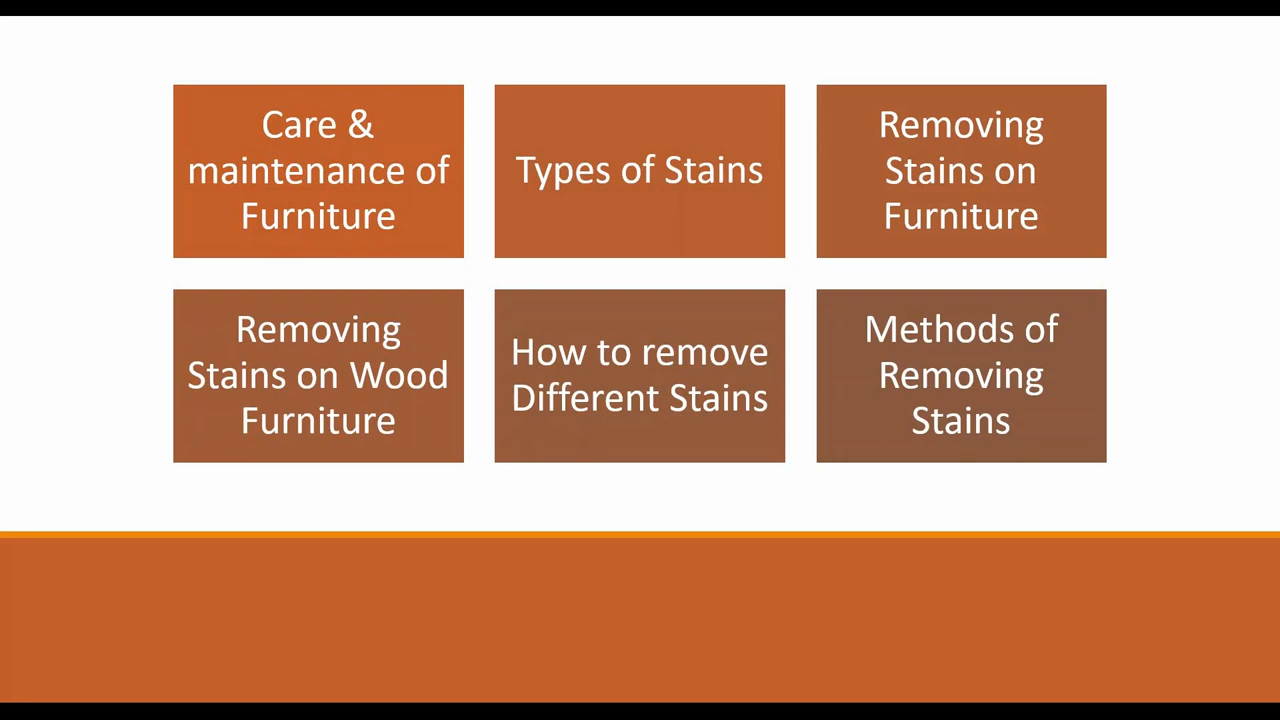 Care &
maintenance of
Furniture
Types of Stains
Removing
Stains on
Furniture
Removing
Stains on Wood
Furniture
How to remove
Different Stains
Methods of
Removing
Stains